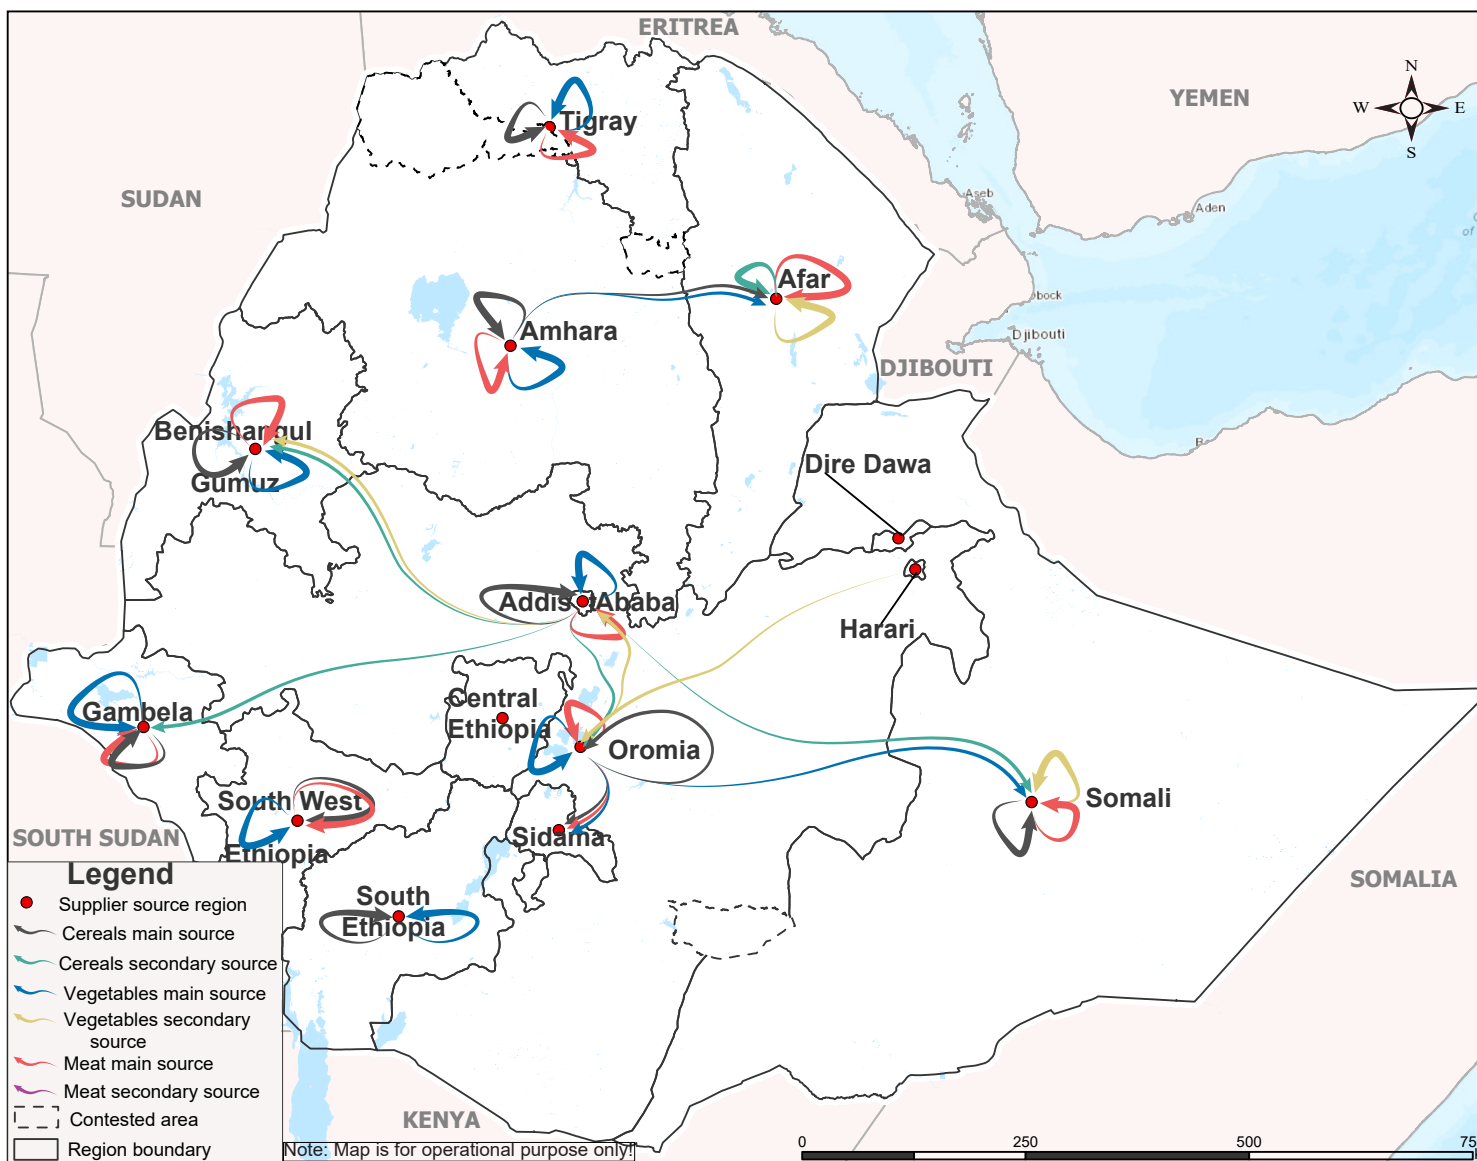 ERITREA
YEMEN
N
W E
S
SUDAN
Tigray
Aseb
Aden
of
Afar
bock
Djibouti
Amhara
DJIBOUTI
Benishangul
Gumuz
Dire Dawa
Addis Ababa
Harari
Central
Ethiopia
Gambela
Oromia
South West
Ethiopia
Somali
Sidama
SOUTH SUDAN
SOMALIA
South
Ethiopia
Legend
Supplier source region
Cereals main source
Cereals secondary source
Vegetables main source
Vegetables secondary
source
Meat main source
Meat secondary source
Contested area
Region boundary
KENYA
Note: Map is for operational purpose only!
0 250 500 75